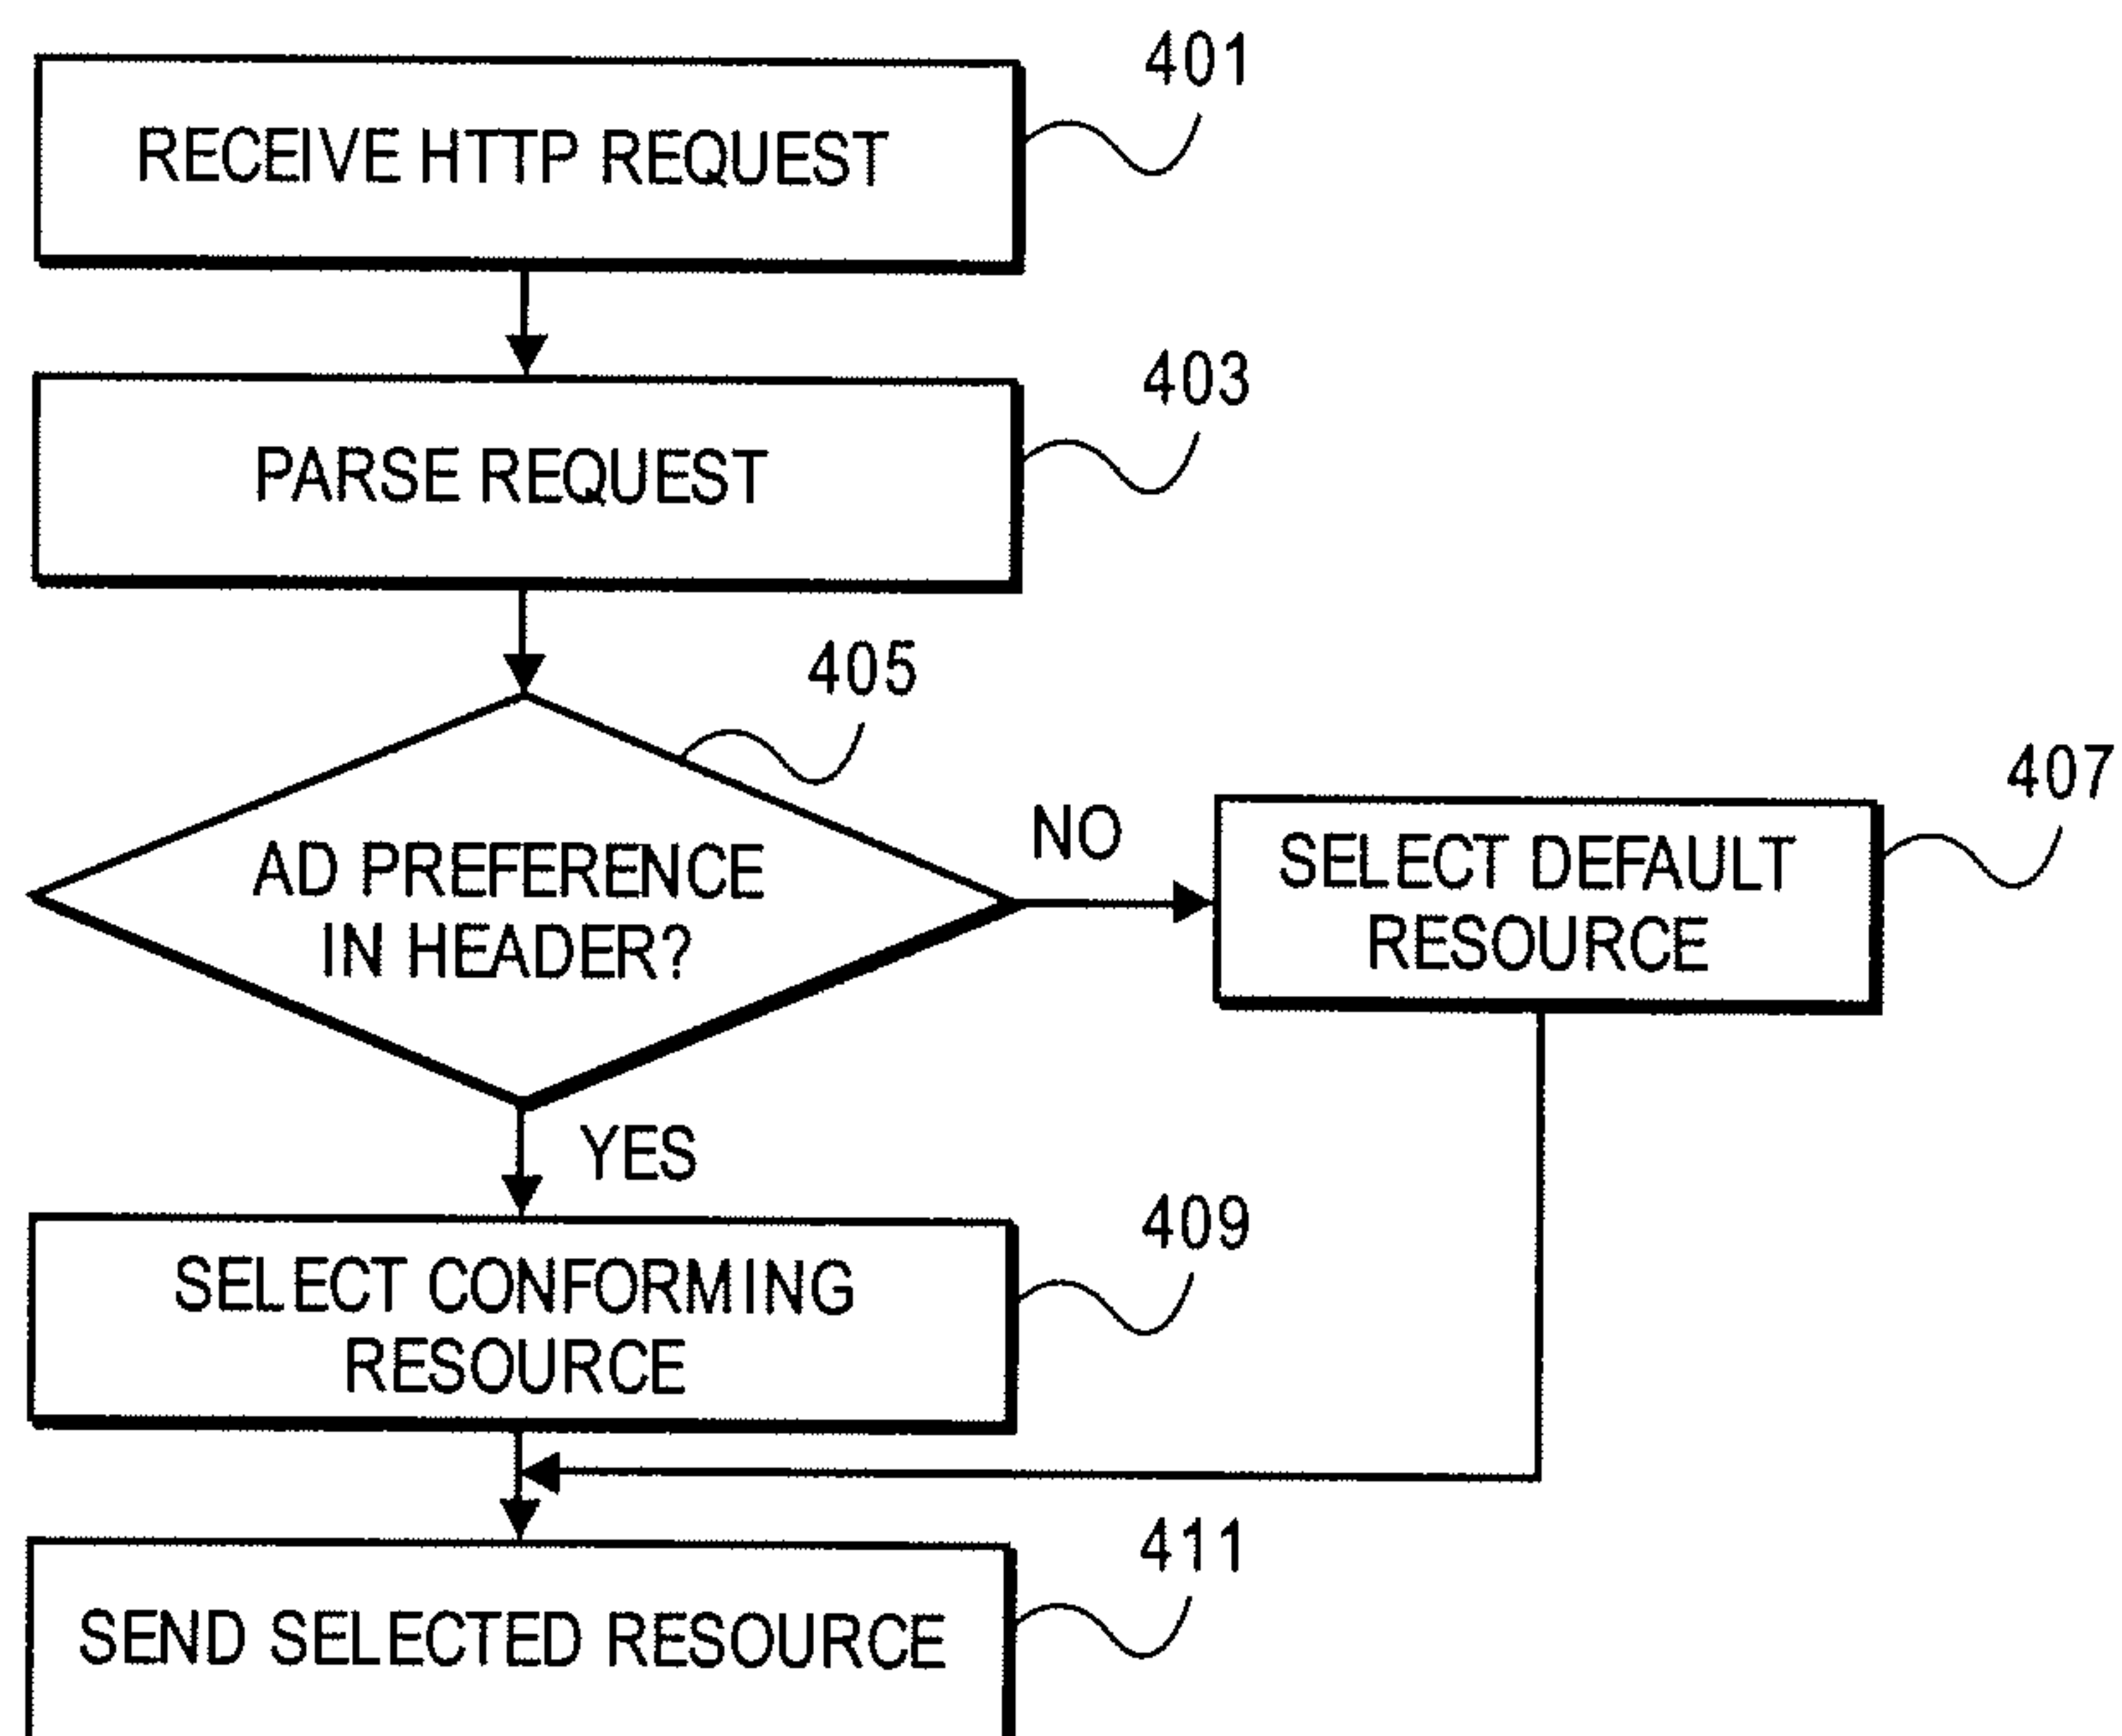 401
RECEIVE HTTP REQUEST
403
PARSE REQUEST
405
AD PREFERENCE
IN HEADER?
NO
407
SELECT DEFAULT
RESOURCE
YES
409
SELECT CONFORMING
RESOURCE
411
SEND SELECTED RESOURCE